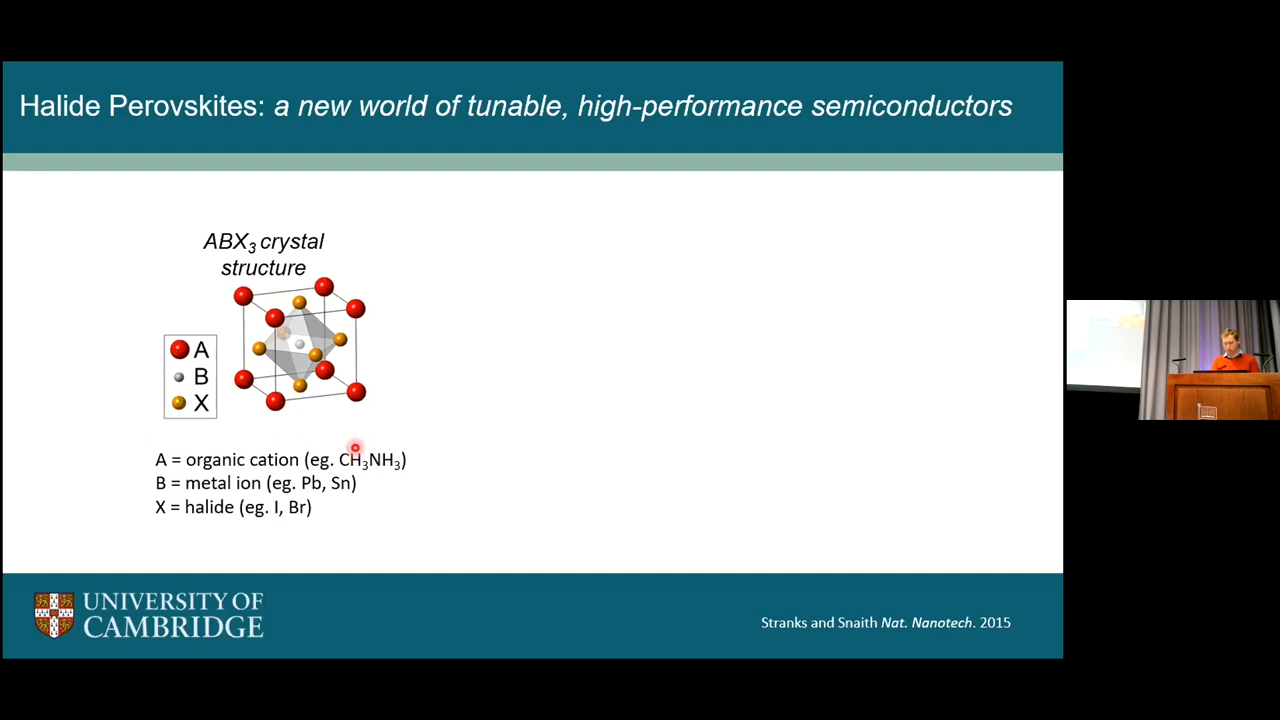 Halide Perovskites: a new world of tunable, high-performance semiconductors
ABX₃ crystal
structure
A
B
X
A = organic cation (eg. CH₃NH₃)
B = metal ion (eg. Pb, Sn)
X = halide (eg. I, Br)
UNIVERSITY OF
CAMBRIDGE
Stranks and Snaith Nat. Nanotech. 2015